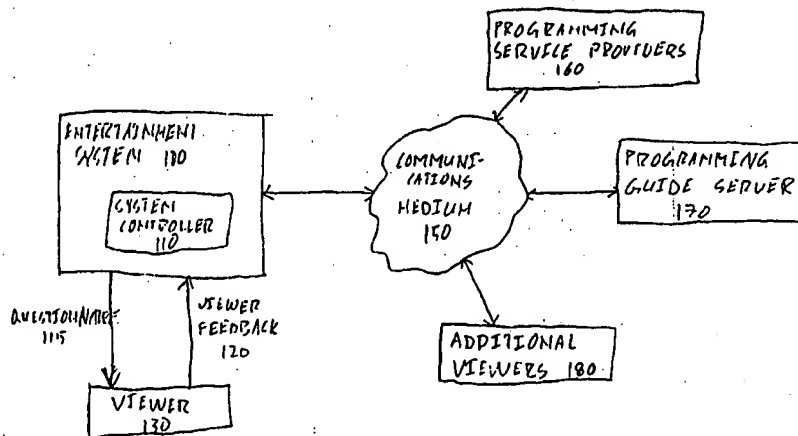 PROGRAMMING
SERVICE PROVIDERS
160
ENTERTAINMENT
SYSTEM 100
SYSTEM
CONTROLLER
110
COMMUNI-
CATIONS
MEDIUM
150
PROGRAMMING
GUIDE SERVER
170
QUESTIONNAIRE
115
VIEWER
FEEDBACK
120
ADDITIONAL
VIEWERS 180
VIEWER
130